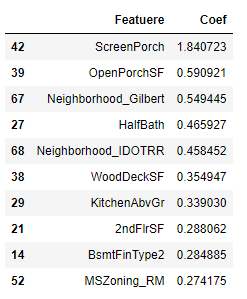 Featuere Coef
42 ScreenPorch 1.840723
39 OpenPorchSF 0.590921
67 Neighborhood_Gilbert 0.549445
27 HalfBath 0.465927
68 Neighborhood_IDOTRR 0.458452
38 WoodDeckSF 0.354947
29 KitchenAbvGr 0.339030
21 2ndFlrSF 0.288062
14 BsmtFinType2 0.284885
52 MSZoning_RM 0.274175